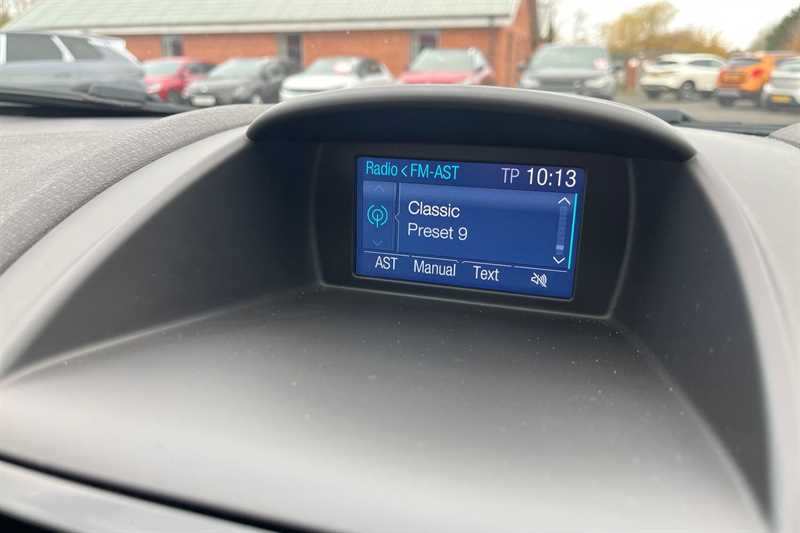 Radio < FM-AST TP 10:13
Classic
Preset 9
AST Manual Text